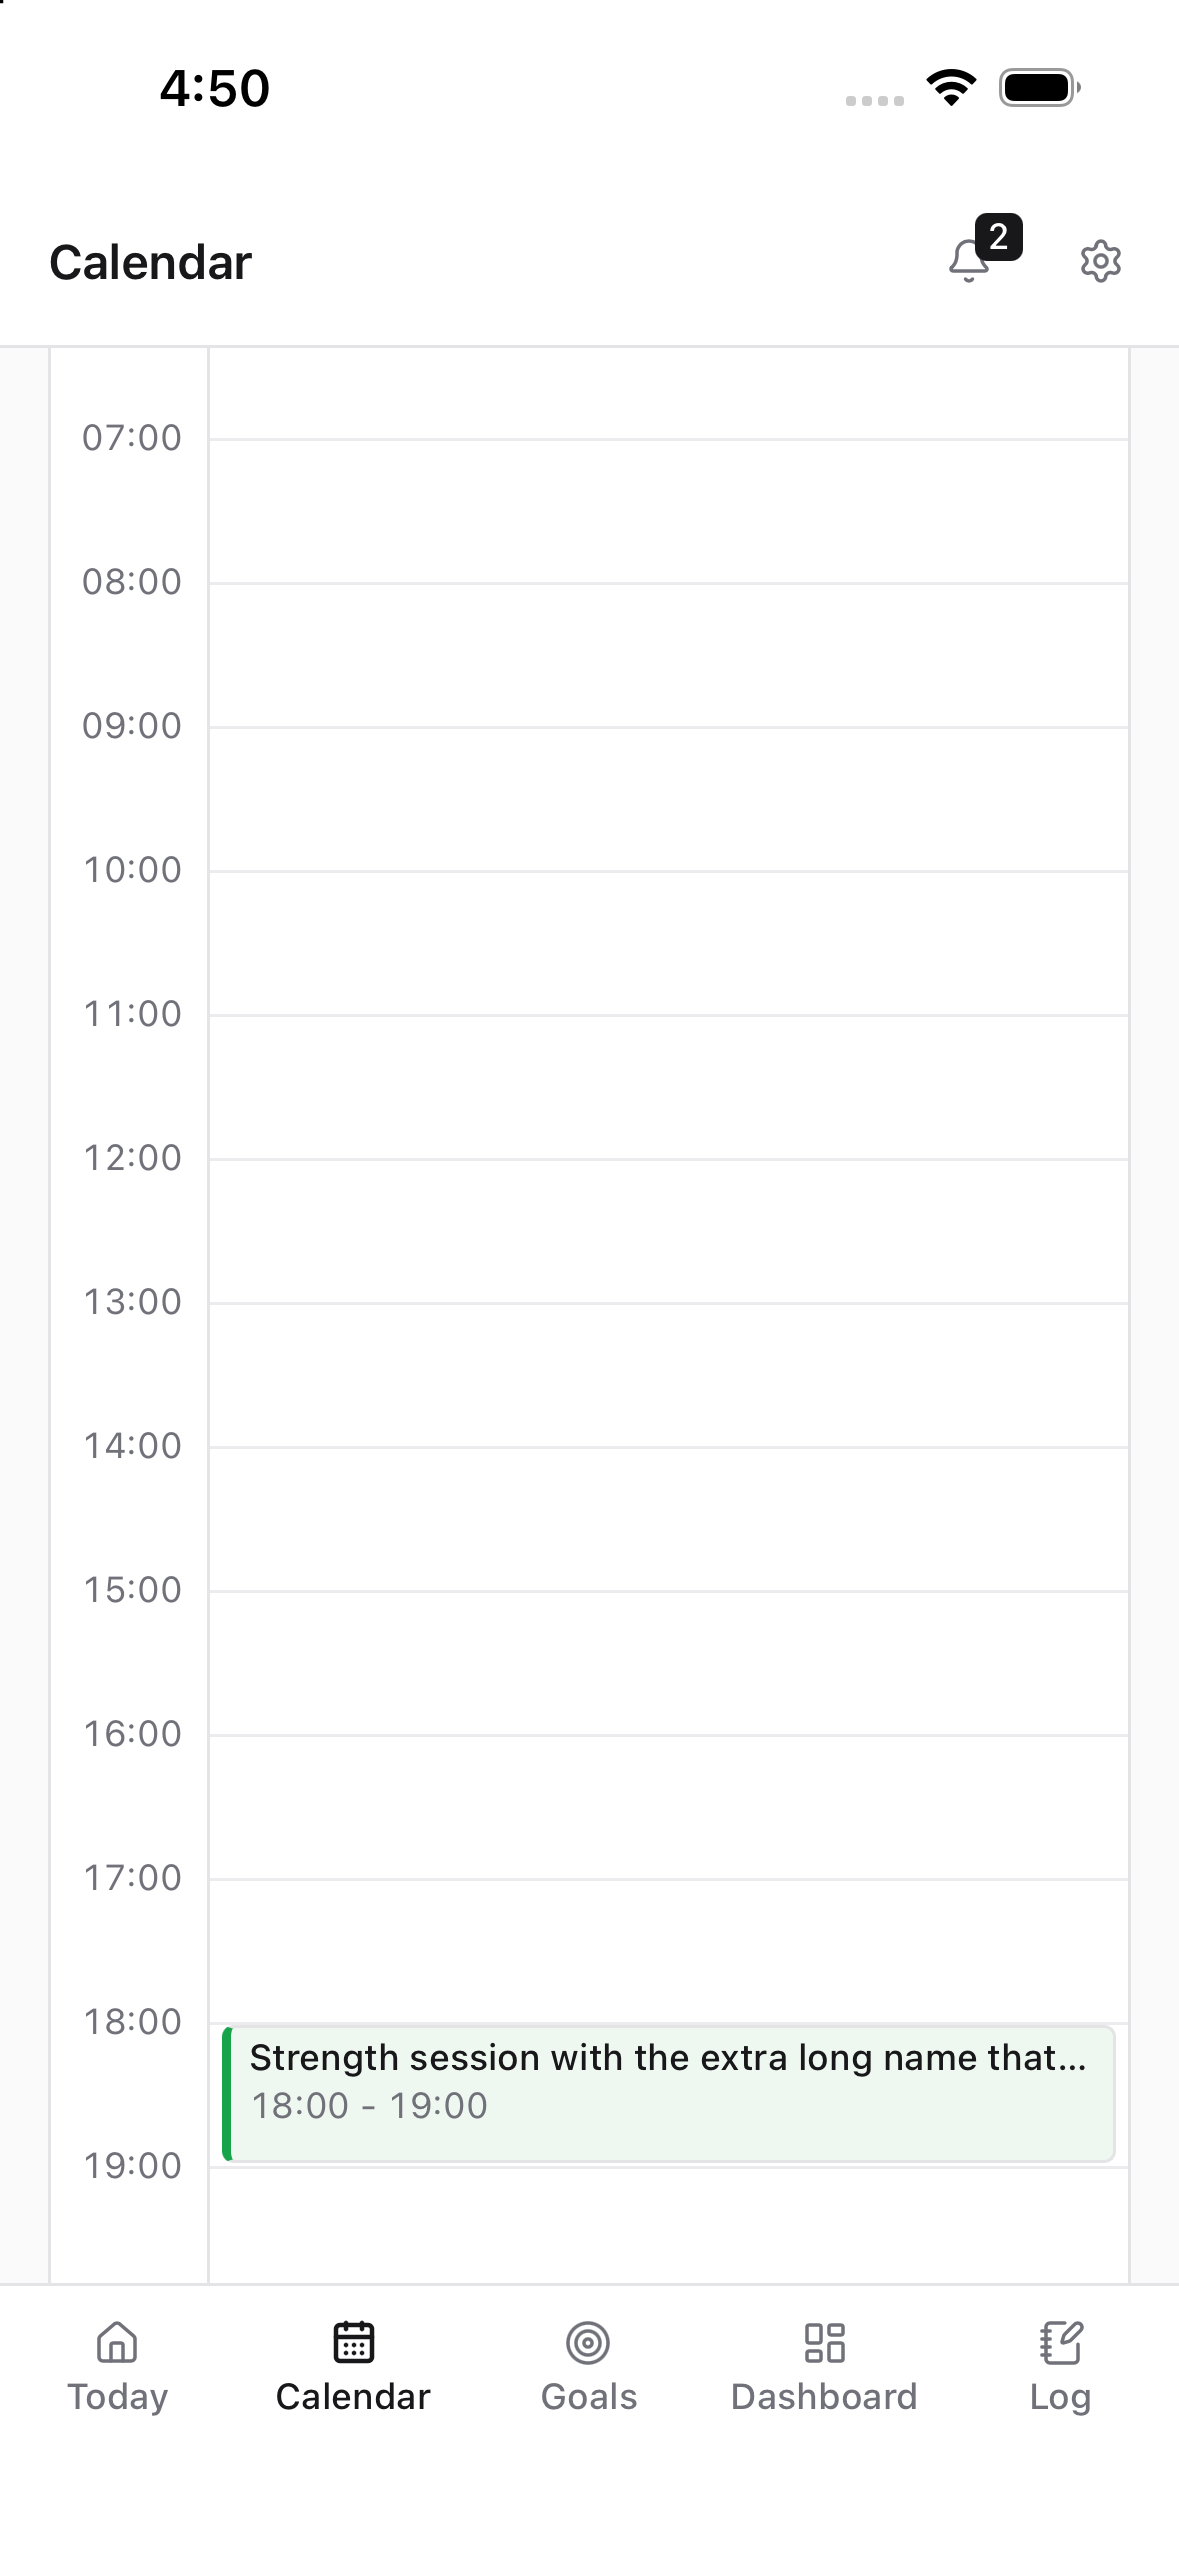 4:50
Calendar
2
07:00
08:00
09:00
10:00
11:00
12:00
13:00
14:00
15:00
16:00
17:00
18:00
Strength session with the extra long name that...
18:00 - 19:00
19:00
Today
Calendar
Goals
Dashboard
Log